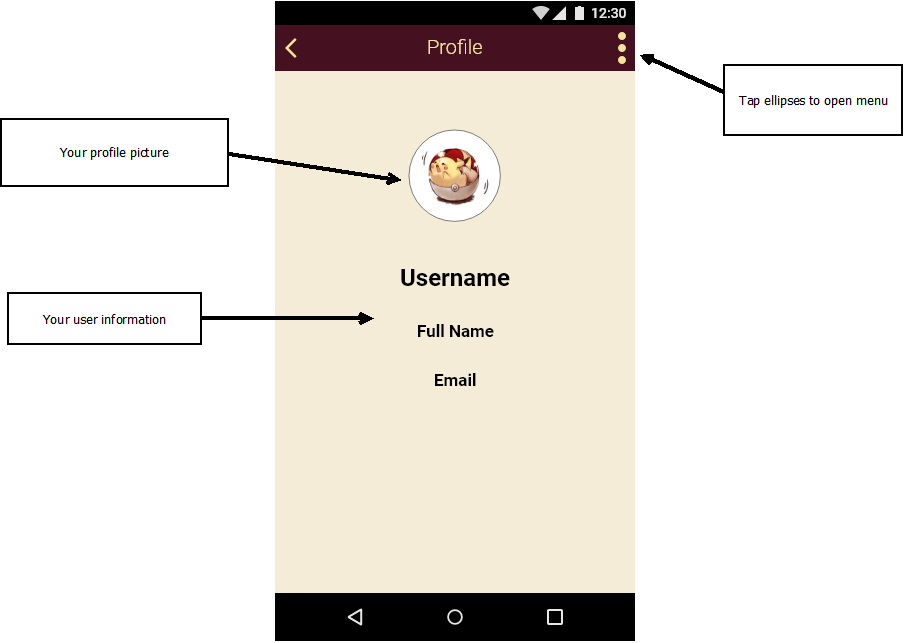 12:30
Profile
Tap ellipses to open menu
Your profile picture
Username
Your user information
Full Name
Email